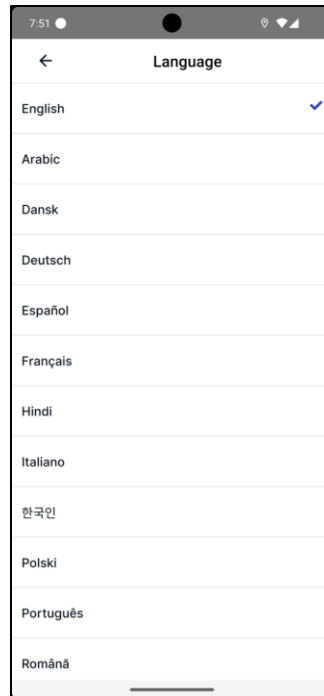 7:51
Language
English
Arabic
Dansk
Deutsch
Español
Français
Hindi
Italiano
한국인
Polski
Português
Română